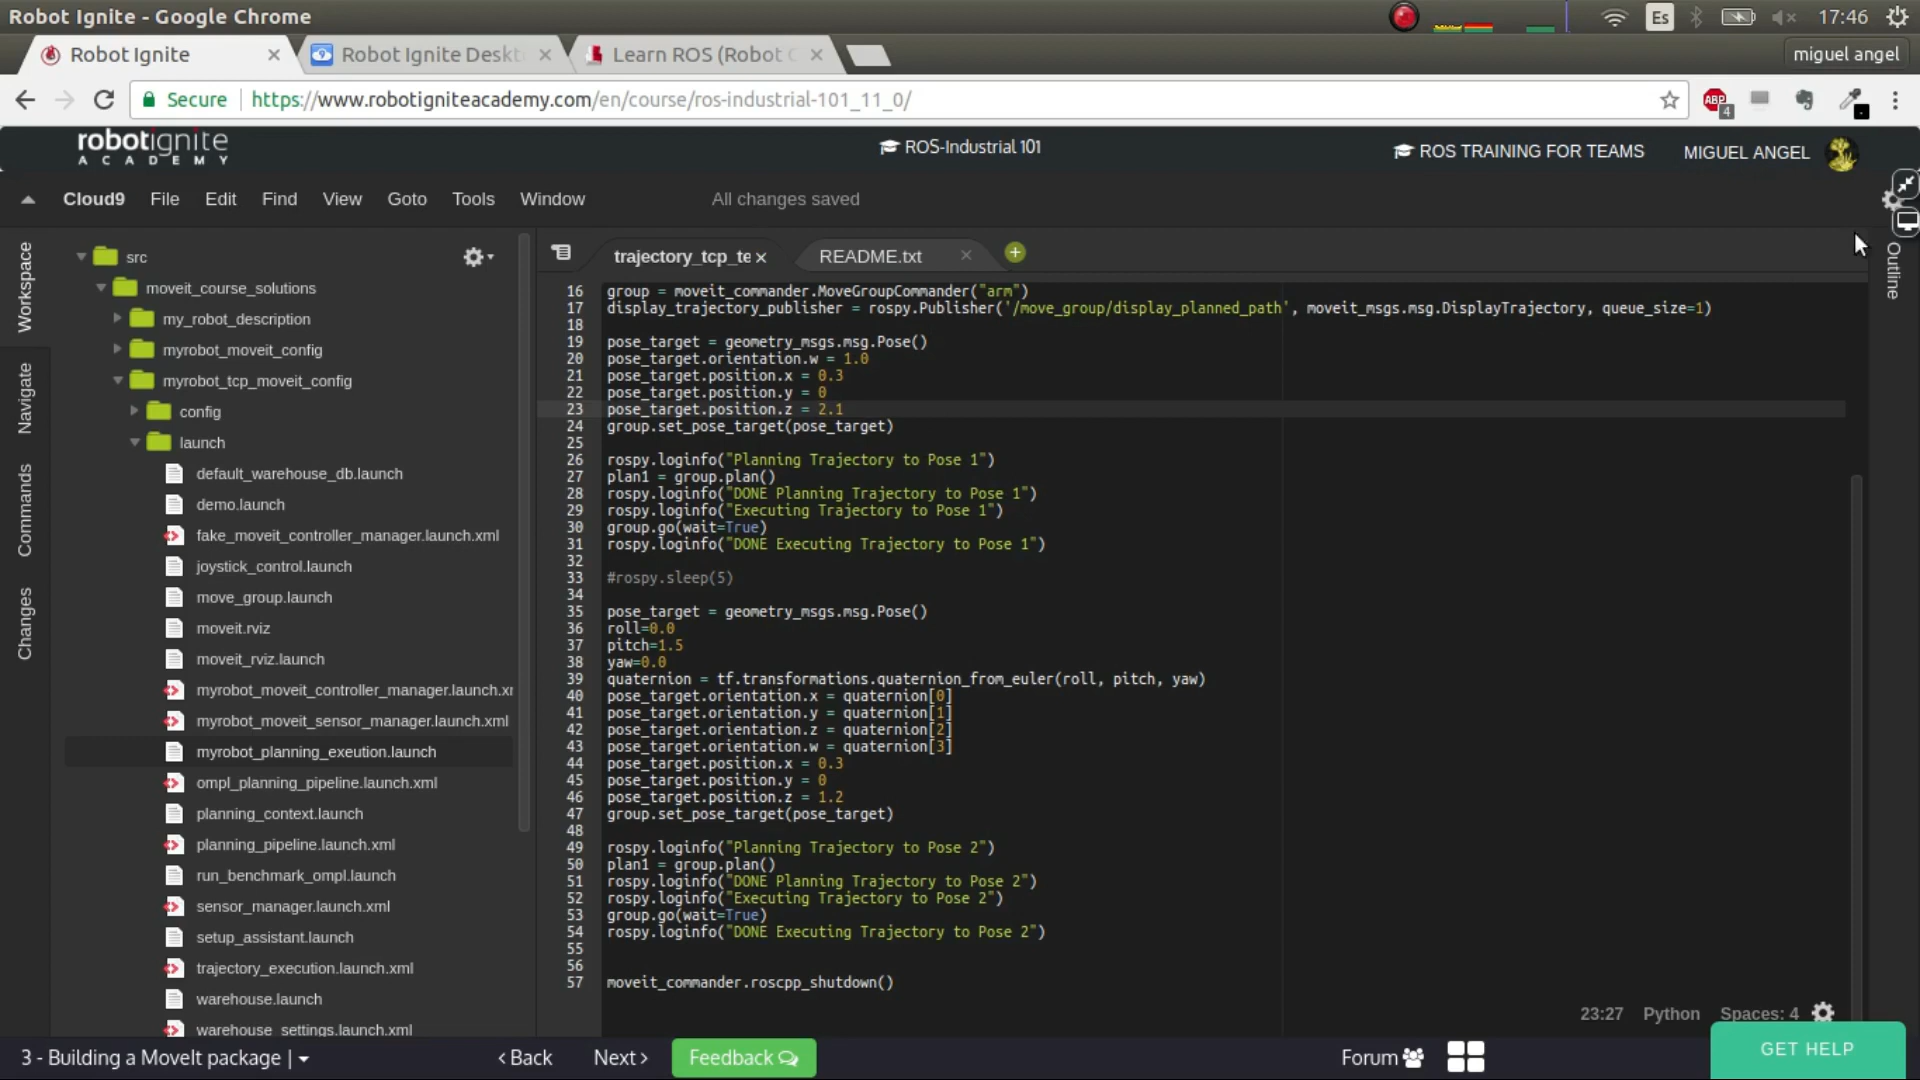 Robot Ignite - Google Chrome
Es
17:46
Robot Ignite
Robot Ignite Deskt
Learn ROS (Robot
miguel angel
Secure
https://www.robotigniteacademy.com/en/course/ros-industrial-101_11_0/
ABP
4
robotignite
ACADEMY
ROS-Industrial 101
ROS TRAINING FOR TEAMS
MIGUEL ANGEL
Cloud9 File Edit Find View Goto Tools Window
All changes saved
Workspace
Navigate
Commands
Changes
src
moveit_course_solutions
my_robot_description
myrobot_moveit_config
myrobot_tcp_moveit_config
config
launch
default_warehouse_db.launch
demo.launch
fake_moveit_controller_manager.launch.xml
joystick_control.launch
move_group.launch
moveit.rviz
moveit_rviz.launch
myrobot_moveit_controller_manager.launch.xr
myrobot_moveit_sensor_manager.launch.xml
myrobot_planning_exeution.launch
ompl_planning_pipeline.launch.xml
planning_context.launch
planning_pipeline.launch.xml
run_benchmark_ompl.launch
sensor_manager.launch.xml
setup_assistant.launch
trajectory_execution.launch.xml
warehouse.launch
warehouse_settings.launch.xml
trajectory_tcp_te
README.txt
Outline
16 group = moveit_commander.MoveGroupCommander("arm")
17 display_trajectory_publisher = rospy.Publisher('/move_group/display_planned_path', moveit_msgs.msg.DisplayTrajectory, queue_size=1)
18
19 pose_target = geometry_msgs.msg.Pose()
20 pose_target.orientation.w = 1.0
21 pose_target.position.x = 0.3
22 pose_target.position.y = 0
23 pose_target.position.z = 2.1
24 group.set_pose_target(pose_target)
25
26 rospy.loginfo("Planning Trajectory to Pose 1")
27 plan1 = group.plan()
28 rospy.loginfo("DONE Planning Trajectory to Pose 1")
29 rospy.loginfo("Executing Trajectory to Pose 1")
30 group.go(wait=True)
31 rospy.loginfo("DONE Executing Trajectory to Pose 1")
32
33 #rospy.sleep(5)
34
35 pose_target = geometry_msgs.msg.Pose()
36 roll=0.0
37 pitch=1.5
38 yaw=0.0
39 quaternion = tf.transformations.quaternion_from_euler(roll, pitch, yaw)
40 pose_target.orientation.x = quaternion[0]
41 pose_target.orientation.y = quaternion[1]
42 pose_target.orientation.z = quaternion[2]
43 pose_target.orientation.w = quaternion[3]
44 pose_target.position.x = 0.3
45 pose_target.position.y = 0
46 pose_target.position.z = 1.2
47 group.set_pose_target(pose_target)
48
49 rospy.loginfo("Planning Trajectory to Pose 2")
50 plan1 = group.plan()
51 rospy.loginfo("DONE Planning Trajectory to Pose 2")
52 rospy.loginfo("Executing Trajectory to Pose 2")
53 group.go(wait=True)
54 rospy.loginfo("DONE Executing Trajectory to Pose 2")
55
56
57 moveit_commander.roscpp_shutdown()
23:27 Python Spaces: 4
3 - Building a MoveIt package |
< Back
Next >
Feedback
Forum
GET HELP